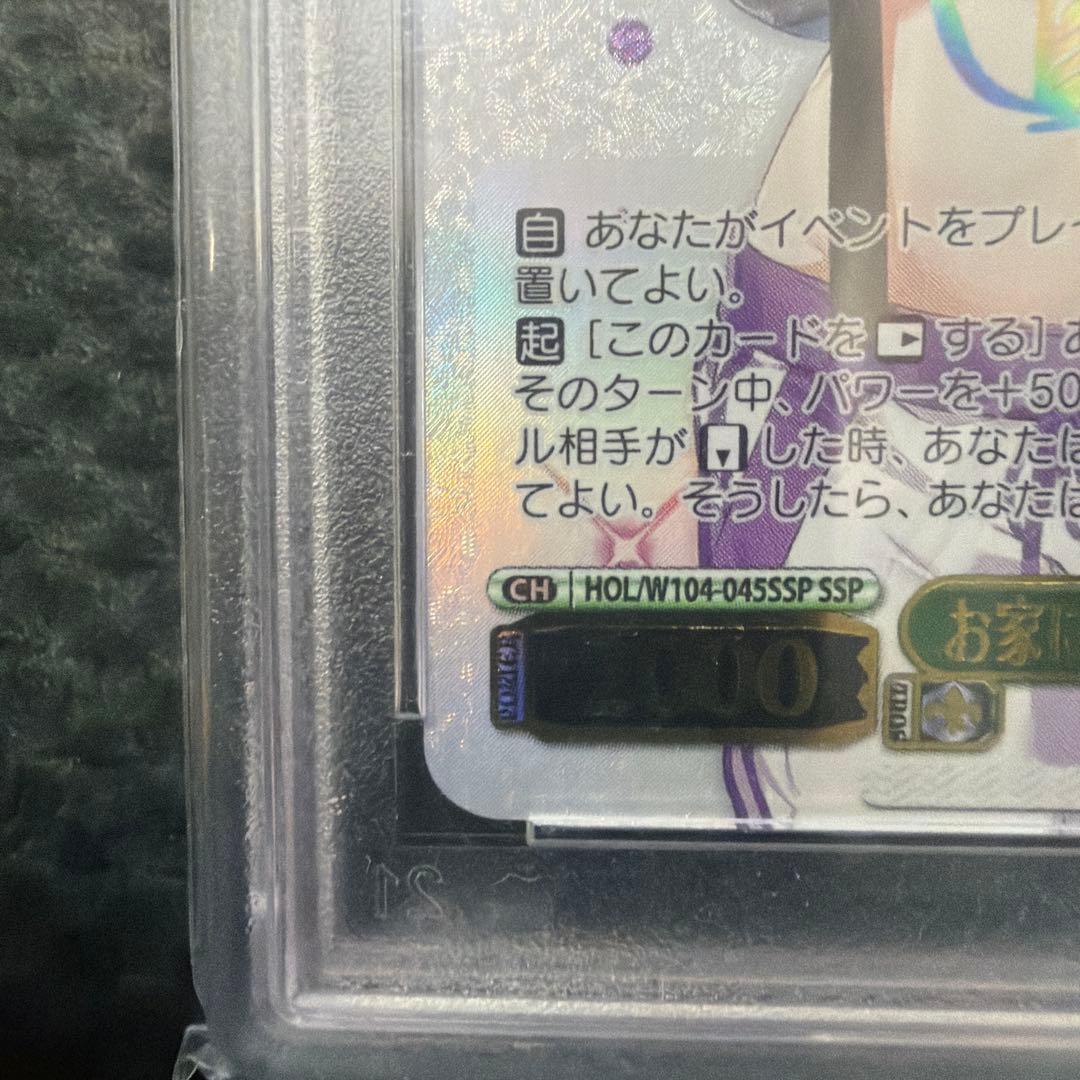 自 あなたがイベントをプレイ
置いてよい。
起 [このカードを する] あ
そのターン中、パワーを+50
ル相手が した時、あなたは
てよい。そうしたら、あなたは
CH HOL/W104-045SSP SSP
お家に
00
SOUL
21